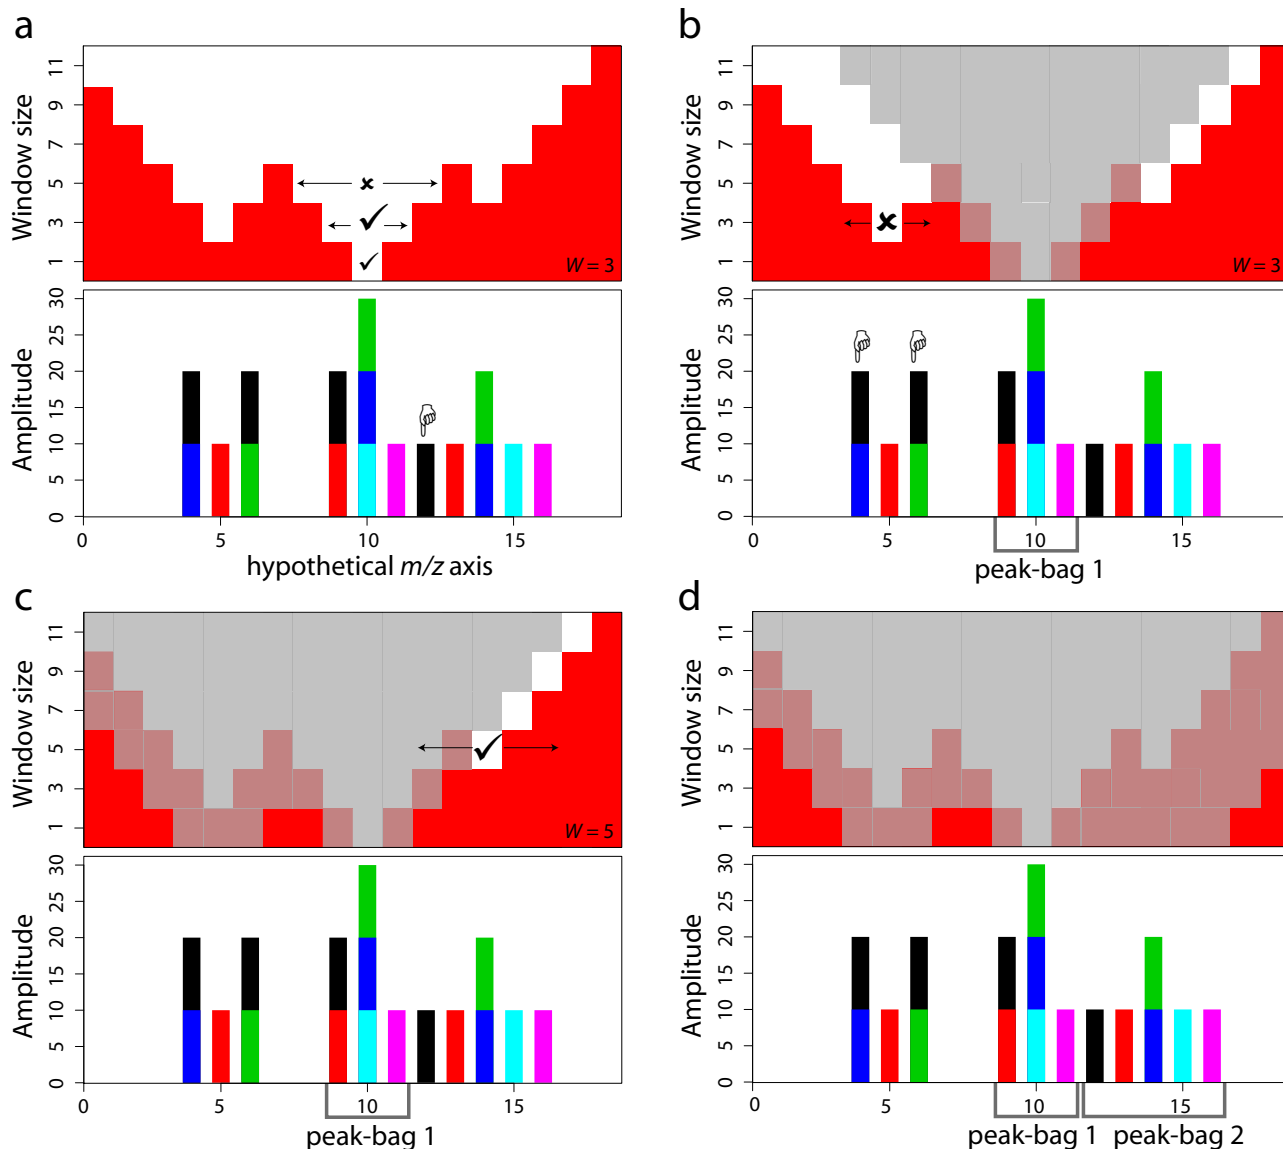 a
Window size
1 3 5 7 9 11
W = 3
Amplitude
0 5 10 15 20 25 30
0 5 10 15
hypothetical m/z axis
b
Window size
1 3 5 7 9 11
W = 3
Amplitude
0 5 10 15 20 25 30
0 5 10 15
peak-bag 1
c
Window size
1 3 5 7 9 11
W = 5
Amplitude
0 5 10 15 20 25 30
0 5 10 15
peak-bag 1
d
Window size
1 3 5 7 9 11
Amplitude
0 5 10 15 20 25 30
0 5 10 15
peak-bag 1 peak-bag 2